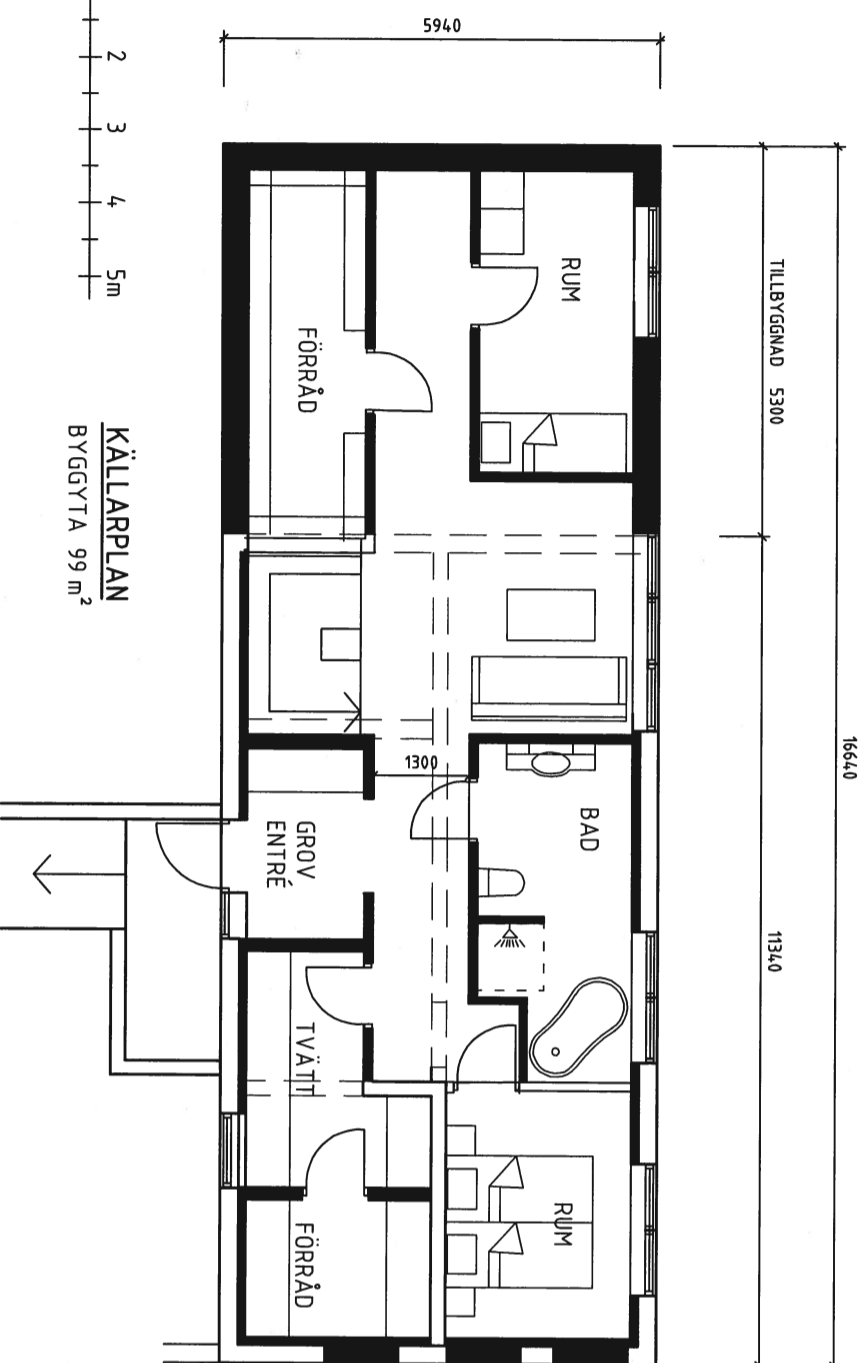 5940
2
3
4
5m
TILLBYGGNAD 5300
16640
11340
RUM
FÖRRÅD
KÄLLARPLAN
BYGGYTA 99 m²
1300
BAD
GROV
ENTRÉ
TVÄTT
RUM
FÖRRÅD